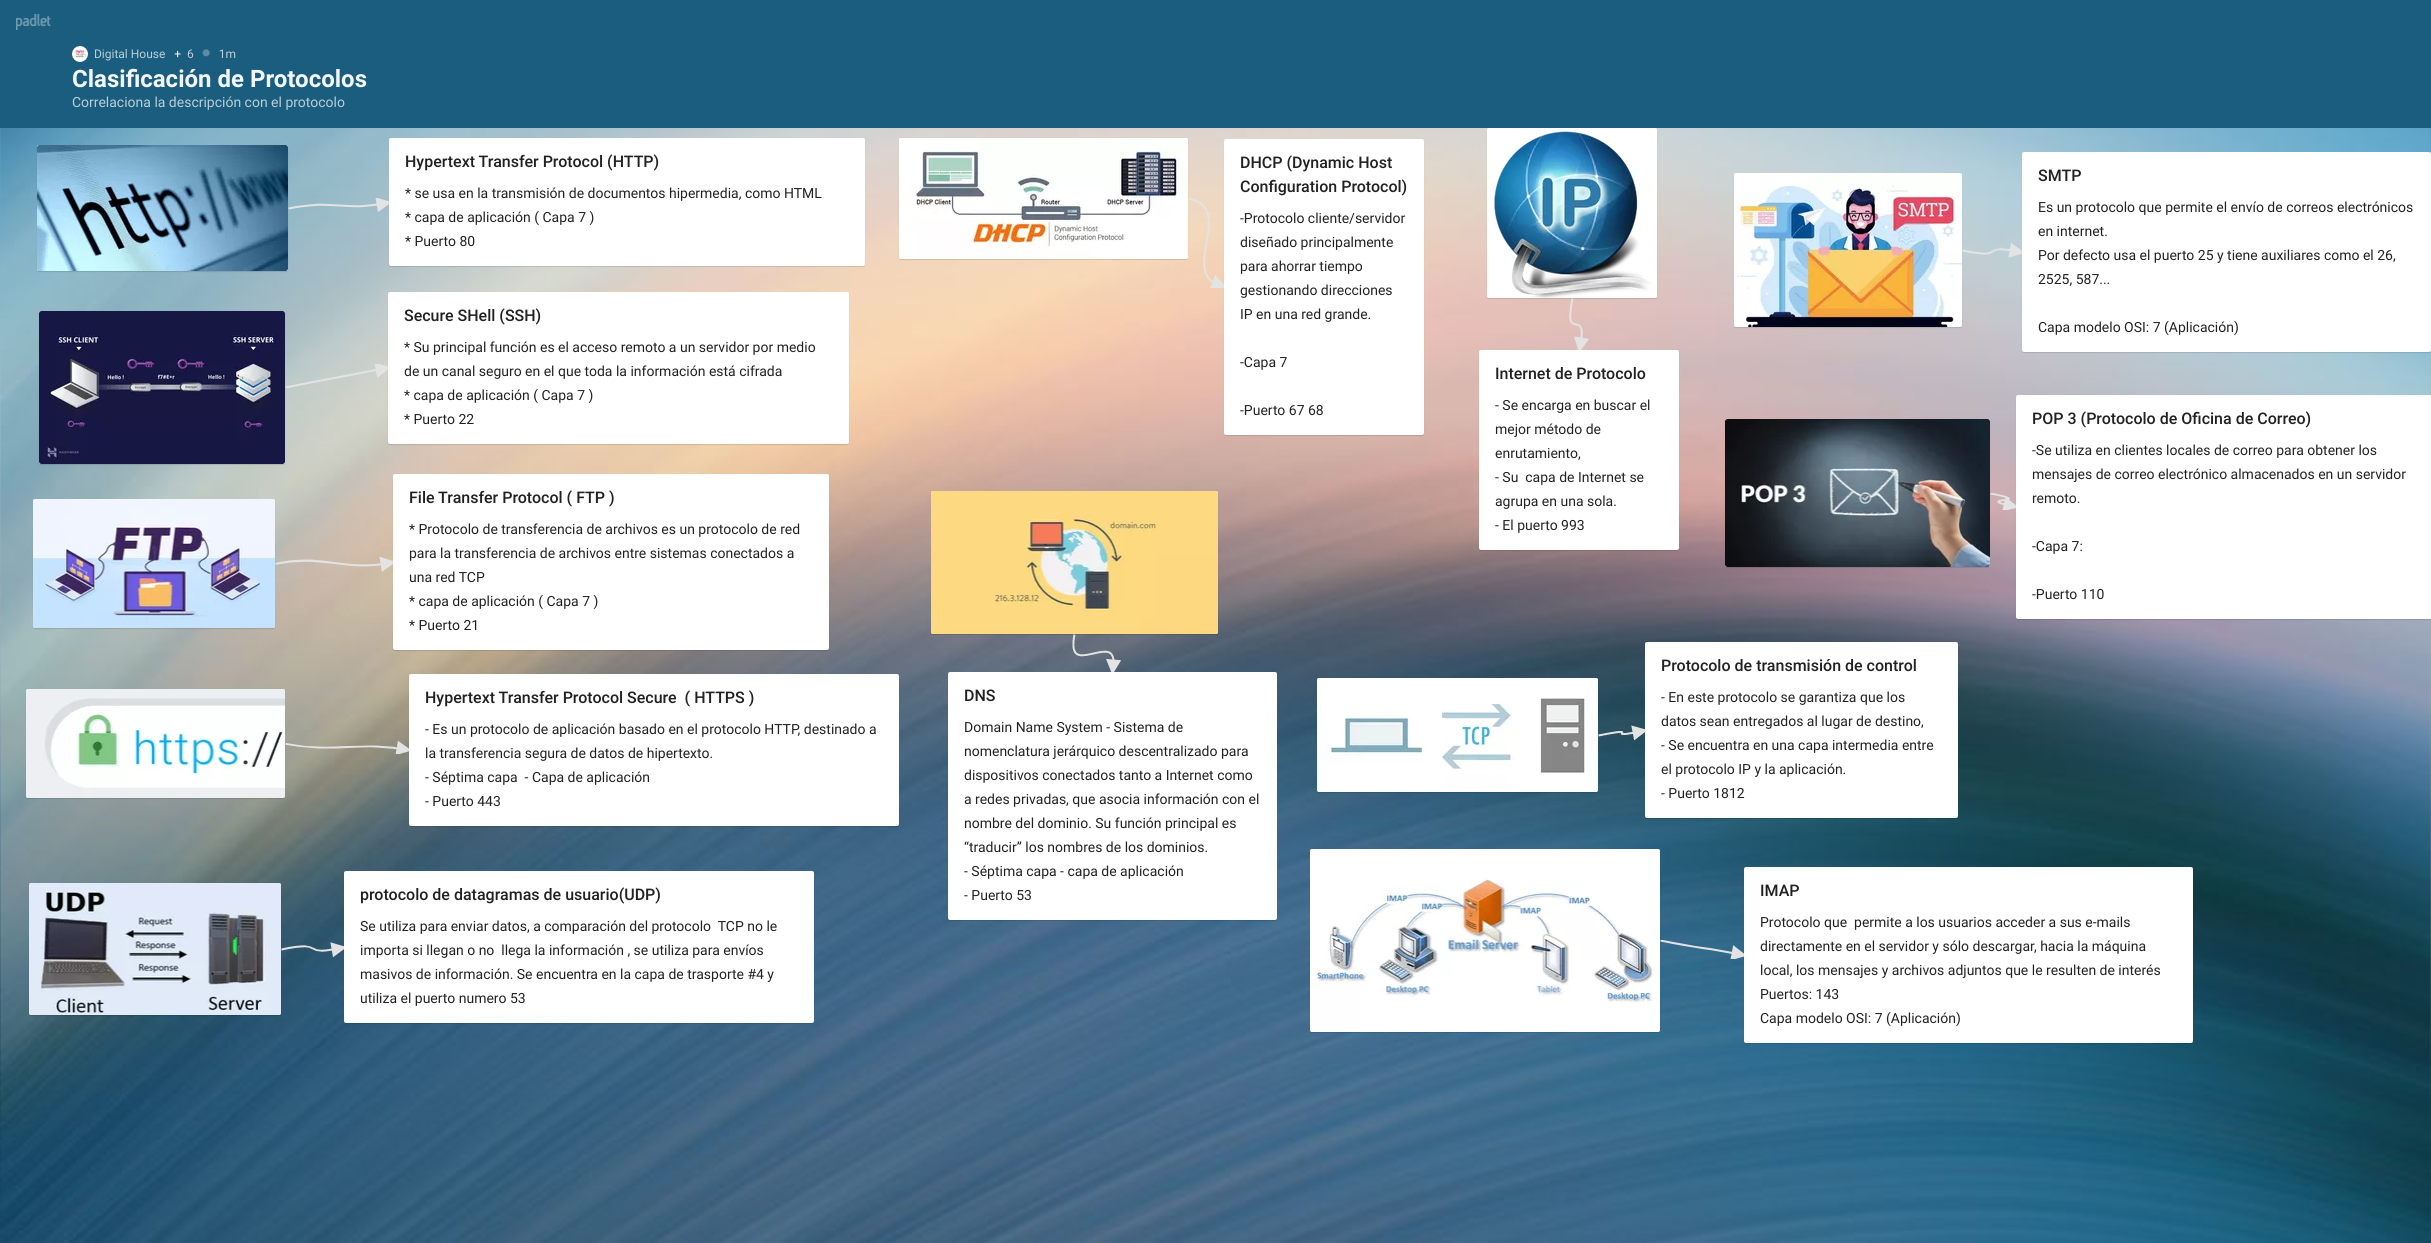 padlet
Digital House + 6 1m
Clasificación de Protocolos
Correlaciona la descripción con el protocolo
http://www
Hypertext Transfer Protocol (HTTP)
* se usa en la transmisión de documentos hipermedia, como HTML
* capa de aplicación ( Capa 7 )
* Puerto 80
SSH CLIENT
SSH SERVER
Hello !
Hello !
Secure SHell (SSH)
* Su principal función es el acceso remoto a un servidor por medio
de un canal seguro en el que toda la información está cifrada
* capa de aplicación ( Capa 7 )
* Puerto 22
FTP
File Transfer Protocol ( FTP )
* Protocolo de transferencia de archivos es un protocolo de red
para la transferencia de archivos entre sistemas conectados a
una red TCP
* capa de aplicación ( Capa 7 )
* Puerto 21
https://
Hypertext Transfer Protocol Secure  ( HTTPS )
- Es un protocolo de aplicación basado en el protocolo HTTP, destinado a
la transferencia segura de datos de hipertexto.
- Séptima capa  - Capa de aplicación
- Puerto 443
UDP
Request
Response
Response
Client
Server
protocolo de datagramas de usuario(UDP)
Se utiliza para enviar datos, a comparación del protocolo  TCP no le
importa si llegan o no  llega la información , se utiliza para envíos
masivos de información. Se encuentra en la capa de trasporte #4 y
utiliza el puerto numero 53
DHCP Client
Router
DHCP Server
DHCP
Dynamic Host
Configuration Protocol
DHCP (Dynamic Host
Configuration Protocol)
-Protocolo cliente/servidor
diseñado principalmente
para ahorrar tiempo
gestionando direcciones
IP en una red grande.
-Capa 7
-Puerto 67 68
domain.com
216.3.128.12
DNS
Domain Name System - Sistema de
nomenclatura jerárquico descentralizado para
dispositivos conectados tanto a Internet como
a redes privadas, que asocia información con el
nombre del dominio. Su función principal es
“traducir” los nombres de los dominios.
- Séptima capa - capa de aplicación
- Puerto 53
IP
Internet de Protocolo
- Se encarga en buscar el
mejor método de
enrutamiento,
- Su  capa de Internet se
agrupa en una sola.
- El puerto 993
SMTP
SMTP
Es un protocolo que permite el envío de correos electrónicos
en internet.
Por defecto usa el puerto 25 y tiene auxiliares como el 26,
2525, 587...
Capa modelo OSI: 7 (Aplicación)
POP 3
POP 3 (Protocolo de Oficina de Correo)
-Se utiliza en clientes locales de correo para obtener los
mensajes de correo electrónico almacenados en un servidor
remoto.
-Capa 7:
-Puerto 110
TCP
Protocolo de transmisión de control
- En este protocolo se garantiza que los
datos sean entregados al lugar de destino,
- Se encuentra en una capa intermedia entre
el protocolo IP y la aplicación.
- Puerto 1812
IMAP
IMAP
IMAP
IMAP
Email Server
SmartPhone
Desktop PC
Tablet
Desktop PC
IMAP
Protocolo que  permite a los usuarios acceder a sus e-mails
directamente en el servidor y sólo descargar, hacia la máquina
local, los mensajes y archivos adjuntos que le resulten de interés
Puertos: 143
Capa modelo OSI: 7 (Aplicación)